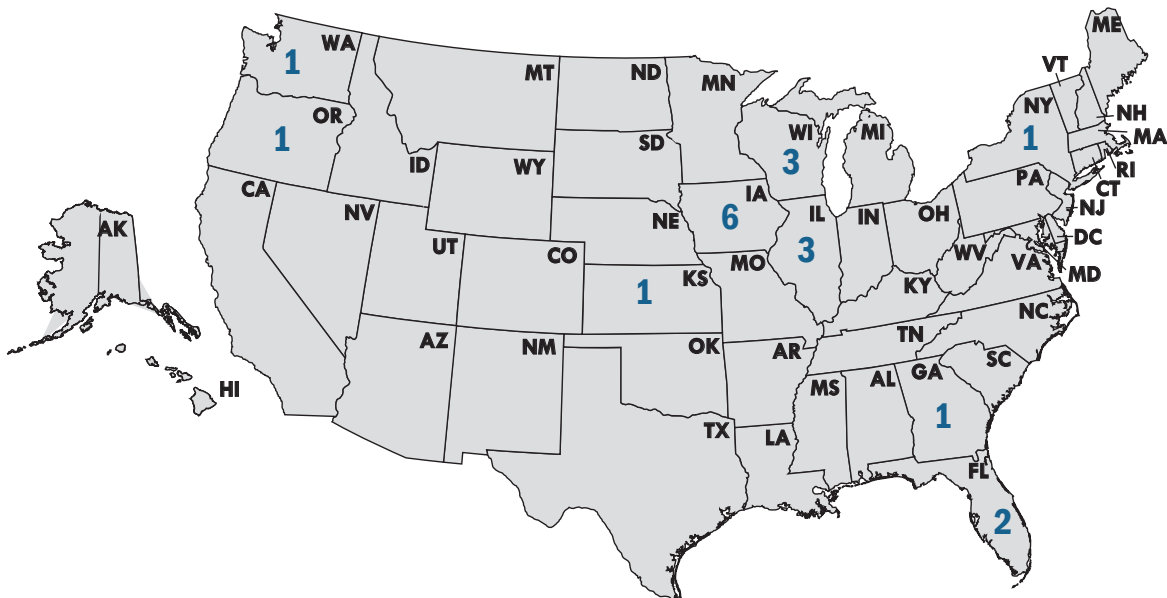 ME
WA
1
VT
MT
ND
MN
NY
NH
OR
1
WI
MI
1
MA
SD
3
ID
WY
PA
RI
CA
IA
CT
NV
NE
6
IL
IN
OH
NJ
AK
UT
CO
3
DC
MO
WV
VA
KS
MD
1
KY
NC
AZ
NM
OK
AR
TN
SC
HI
MS
AL
GA
1
TX
LA
FL
2